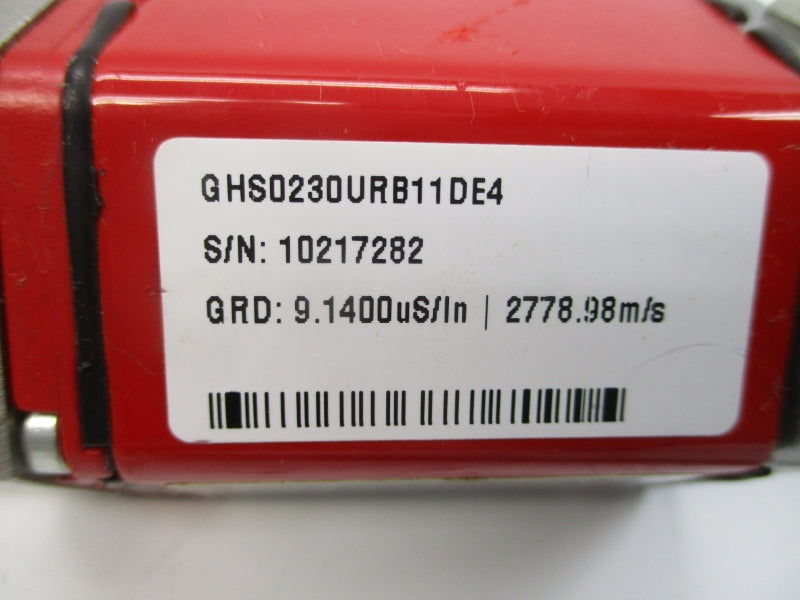 GHS0230URB11DE4
S/N: 10217282
GRD: 9.1400uS/In | 2778.98m/s